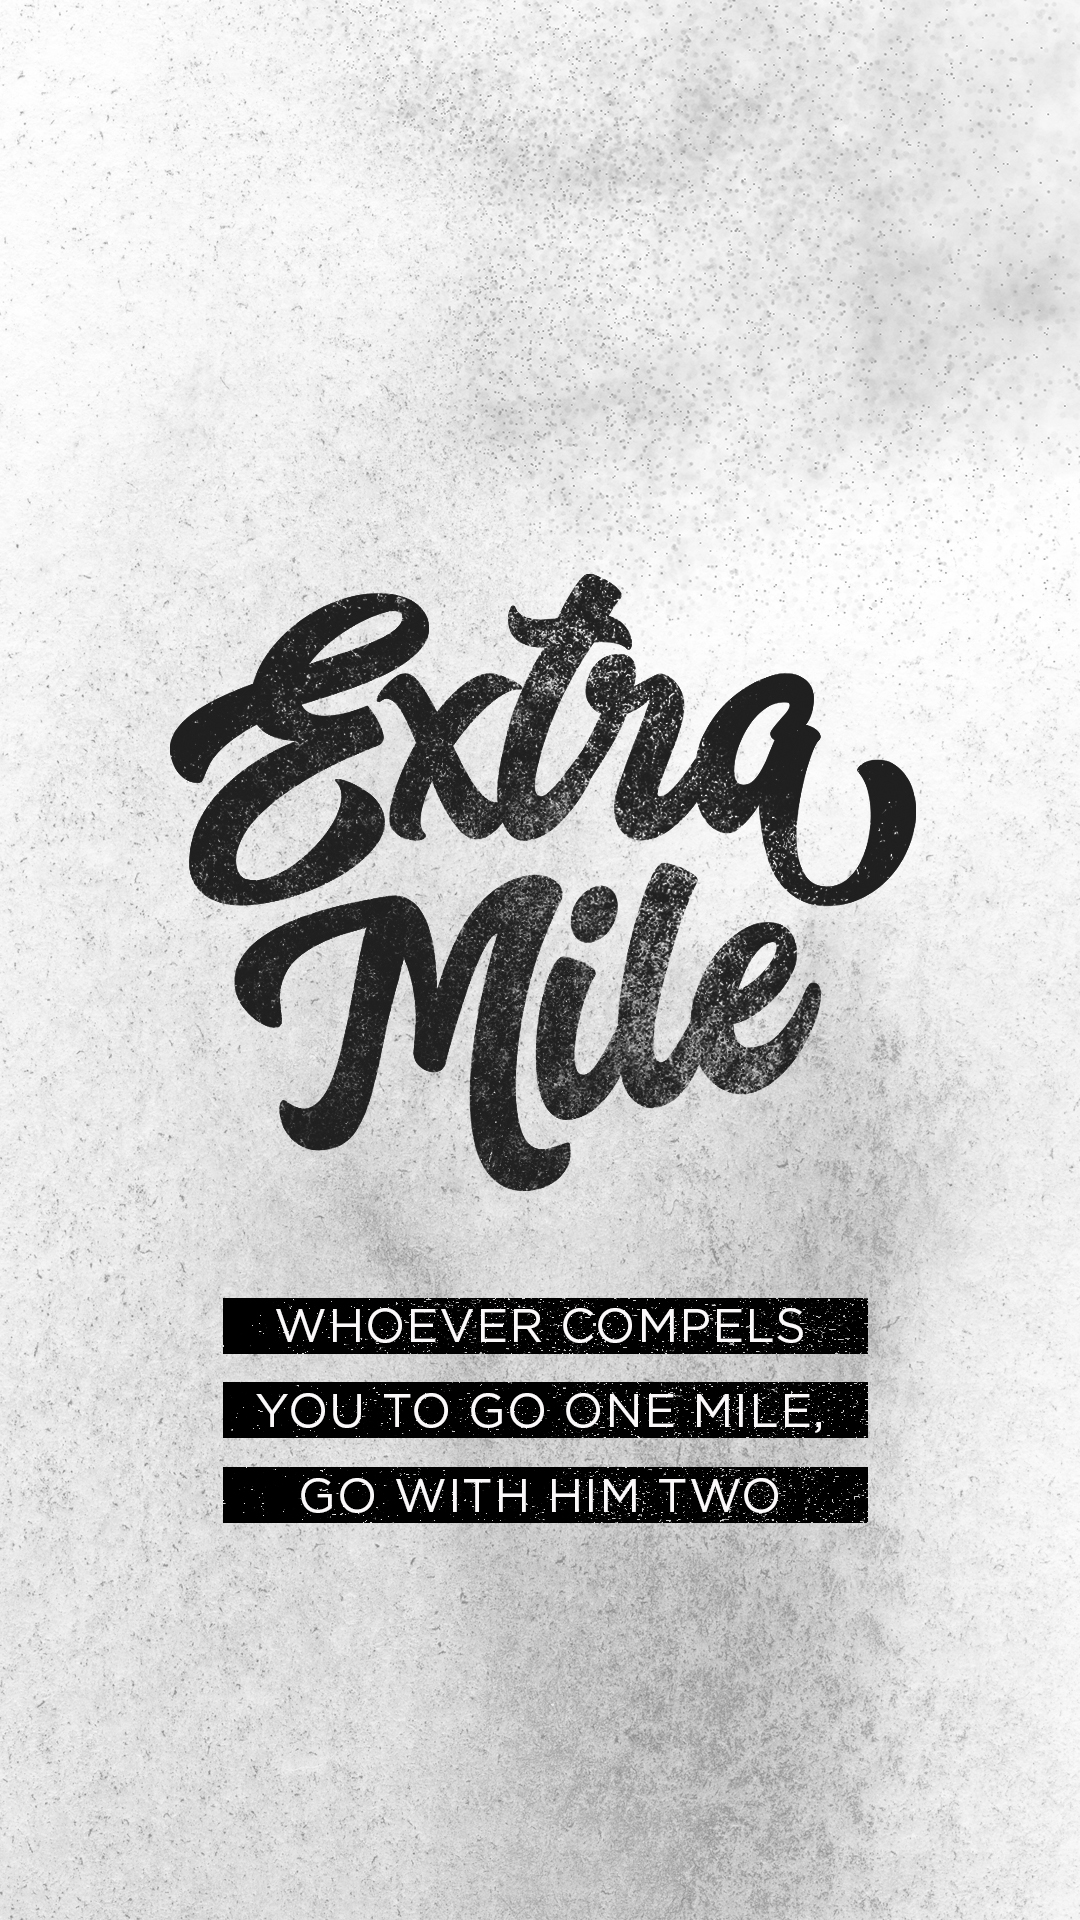 Extra
Mile
WHOEVER COMPELS
YOU TO GO ONE MILE,
GO WITH HIM TWO